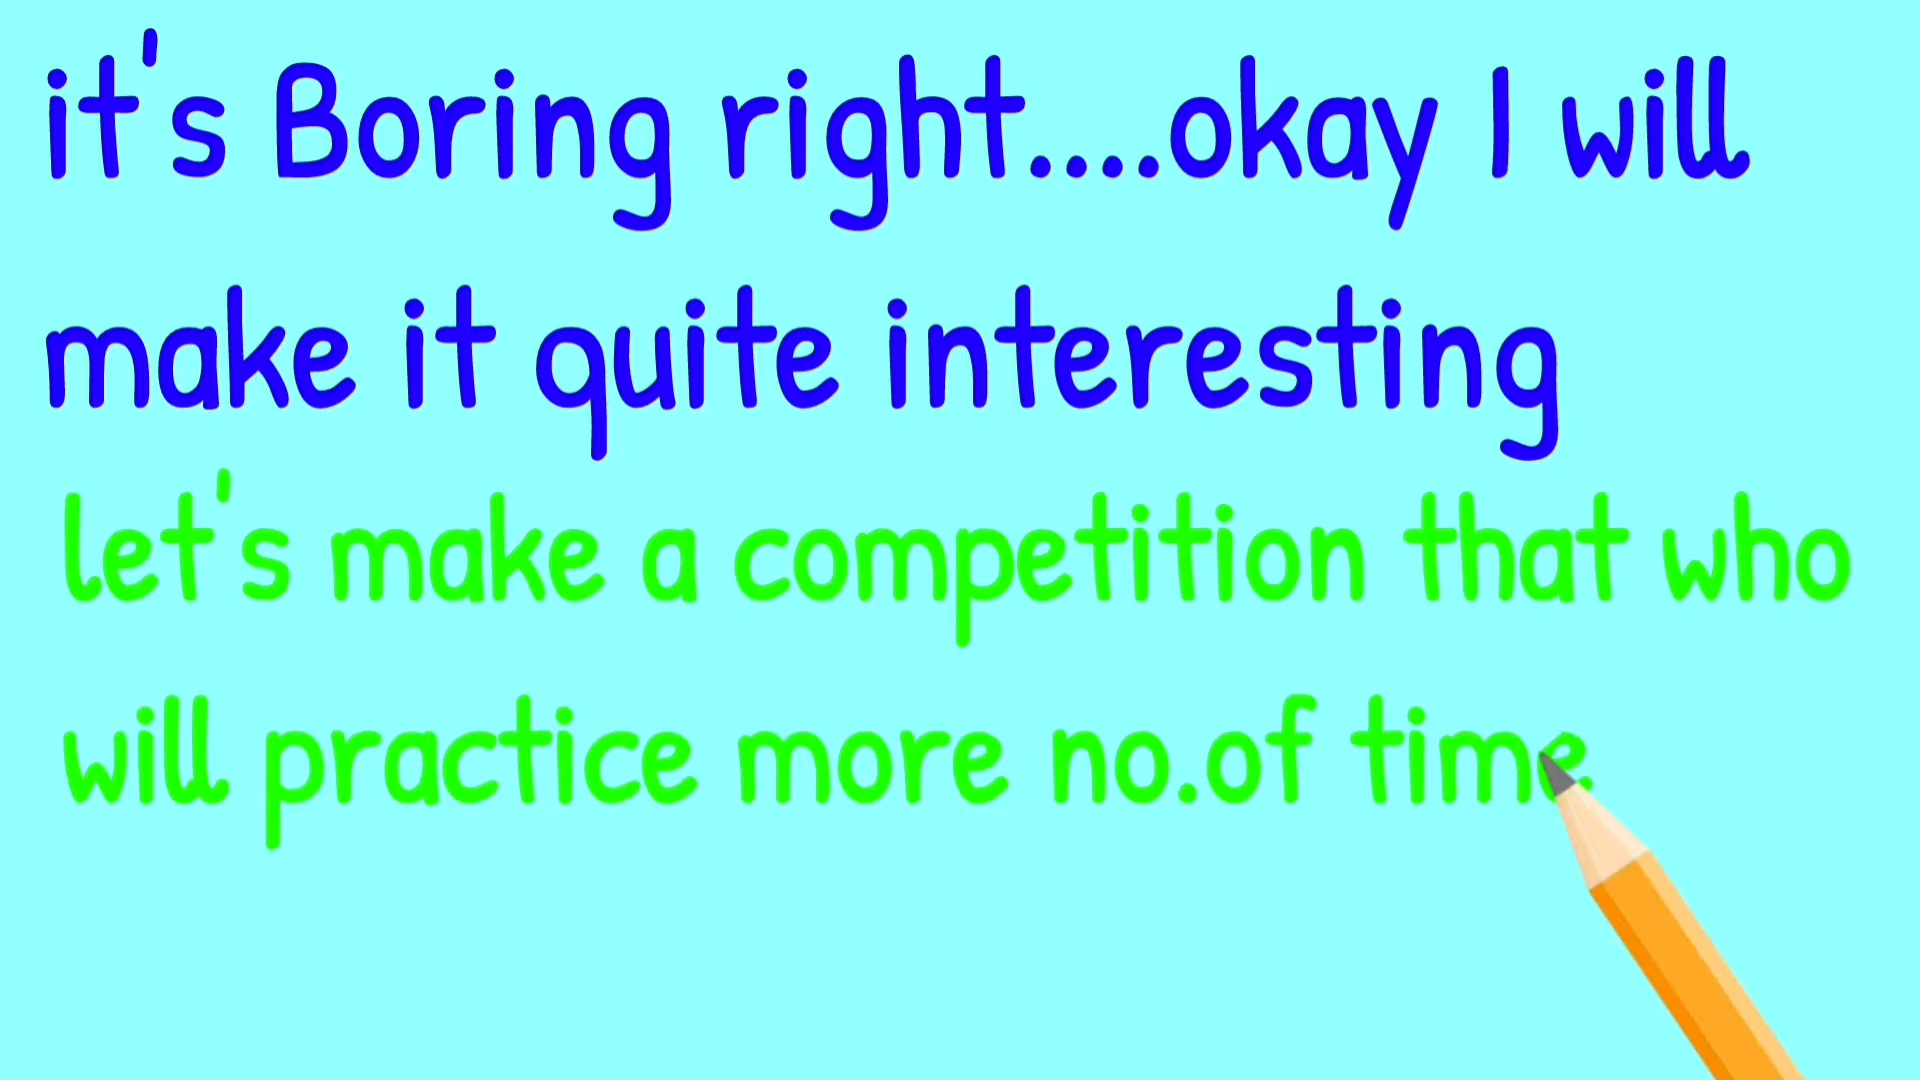 it's Boring right....okay I will
make it quite interesting
let's make a competition that who
will practice more no.of time